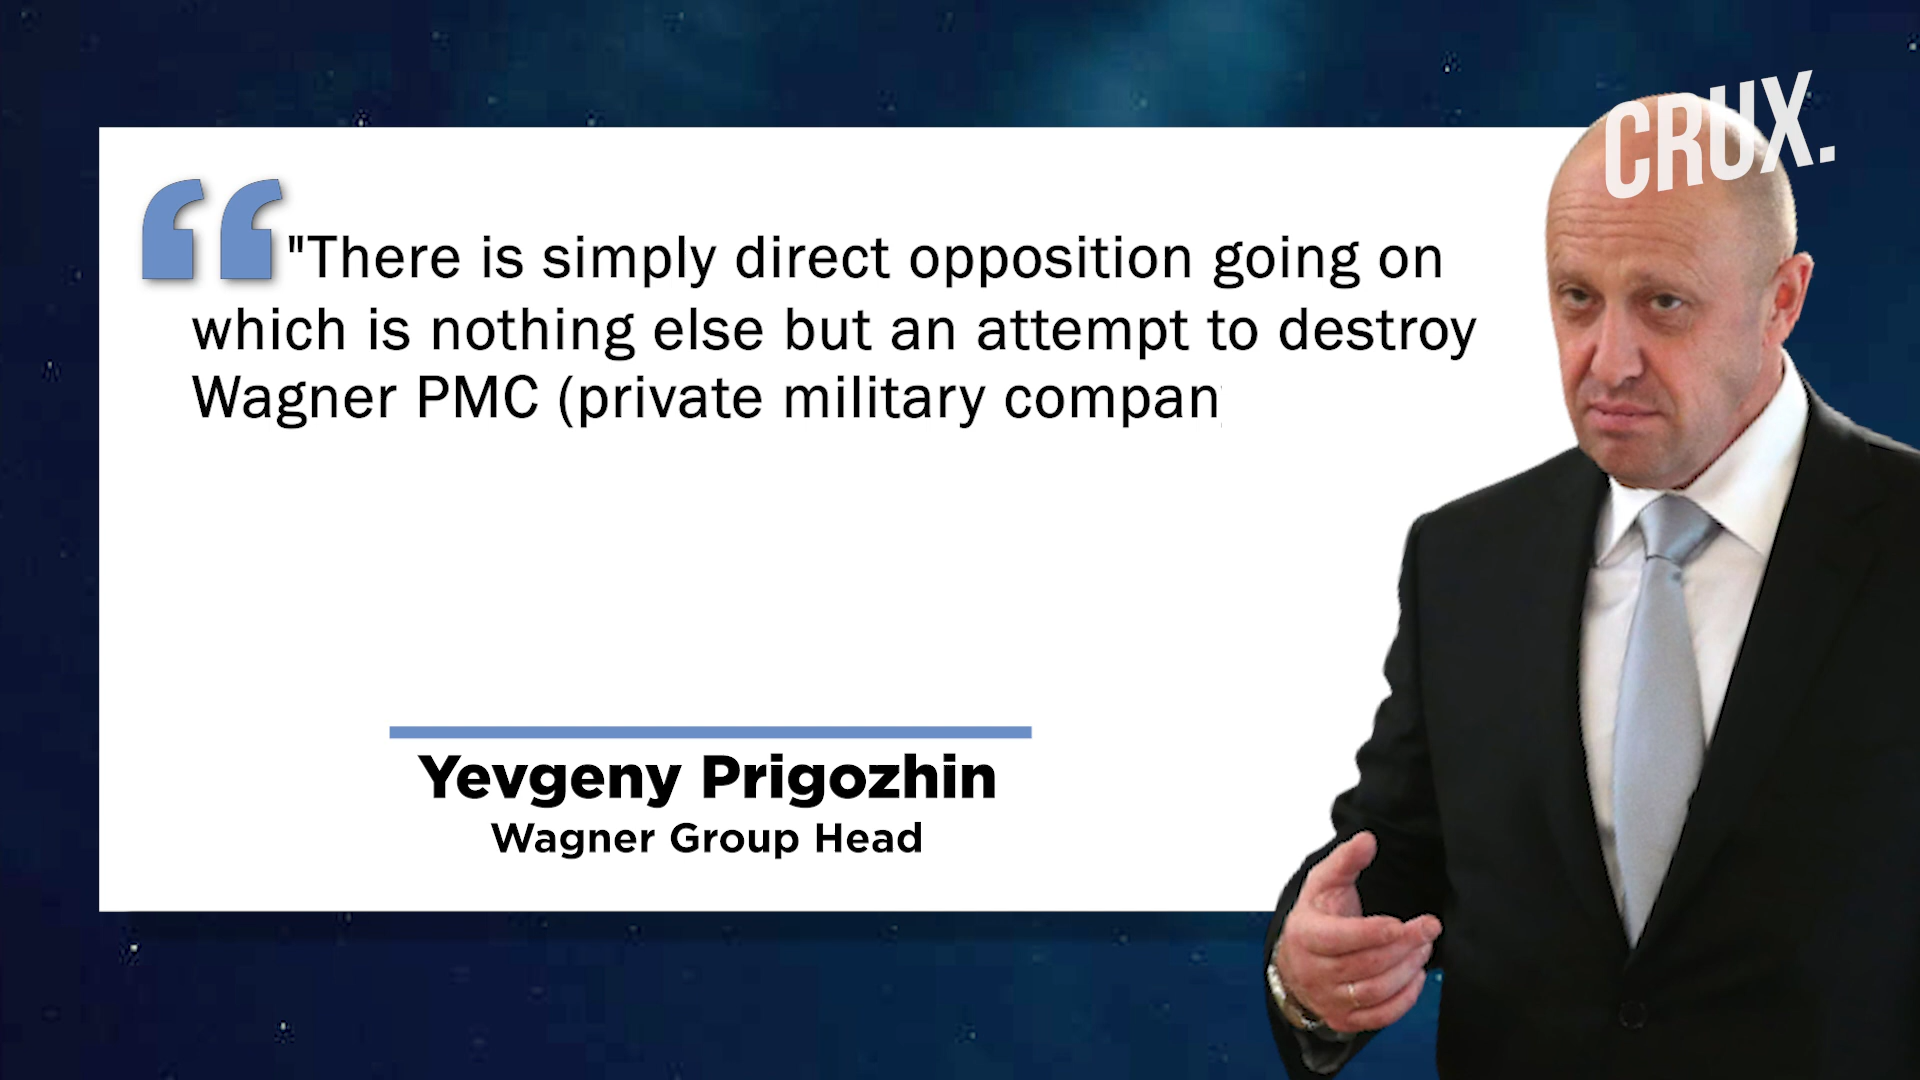 CRUX.
"There is simply direct opposition going on
which is nothing else but an attempt to destroy
Wagner PMC (private military compan
Yevgeny Prigozhin
Wagner Group Head